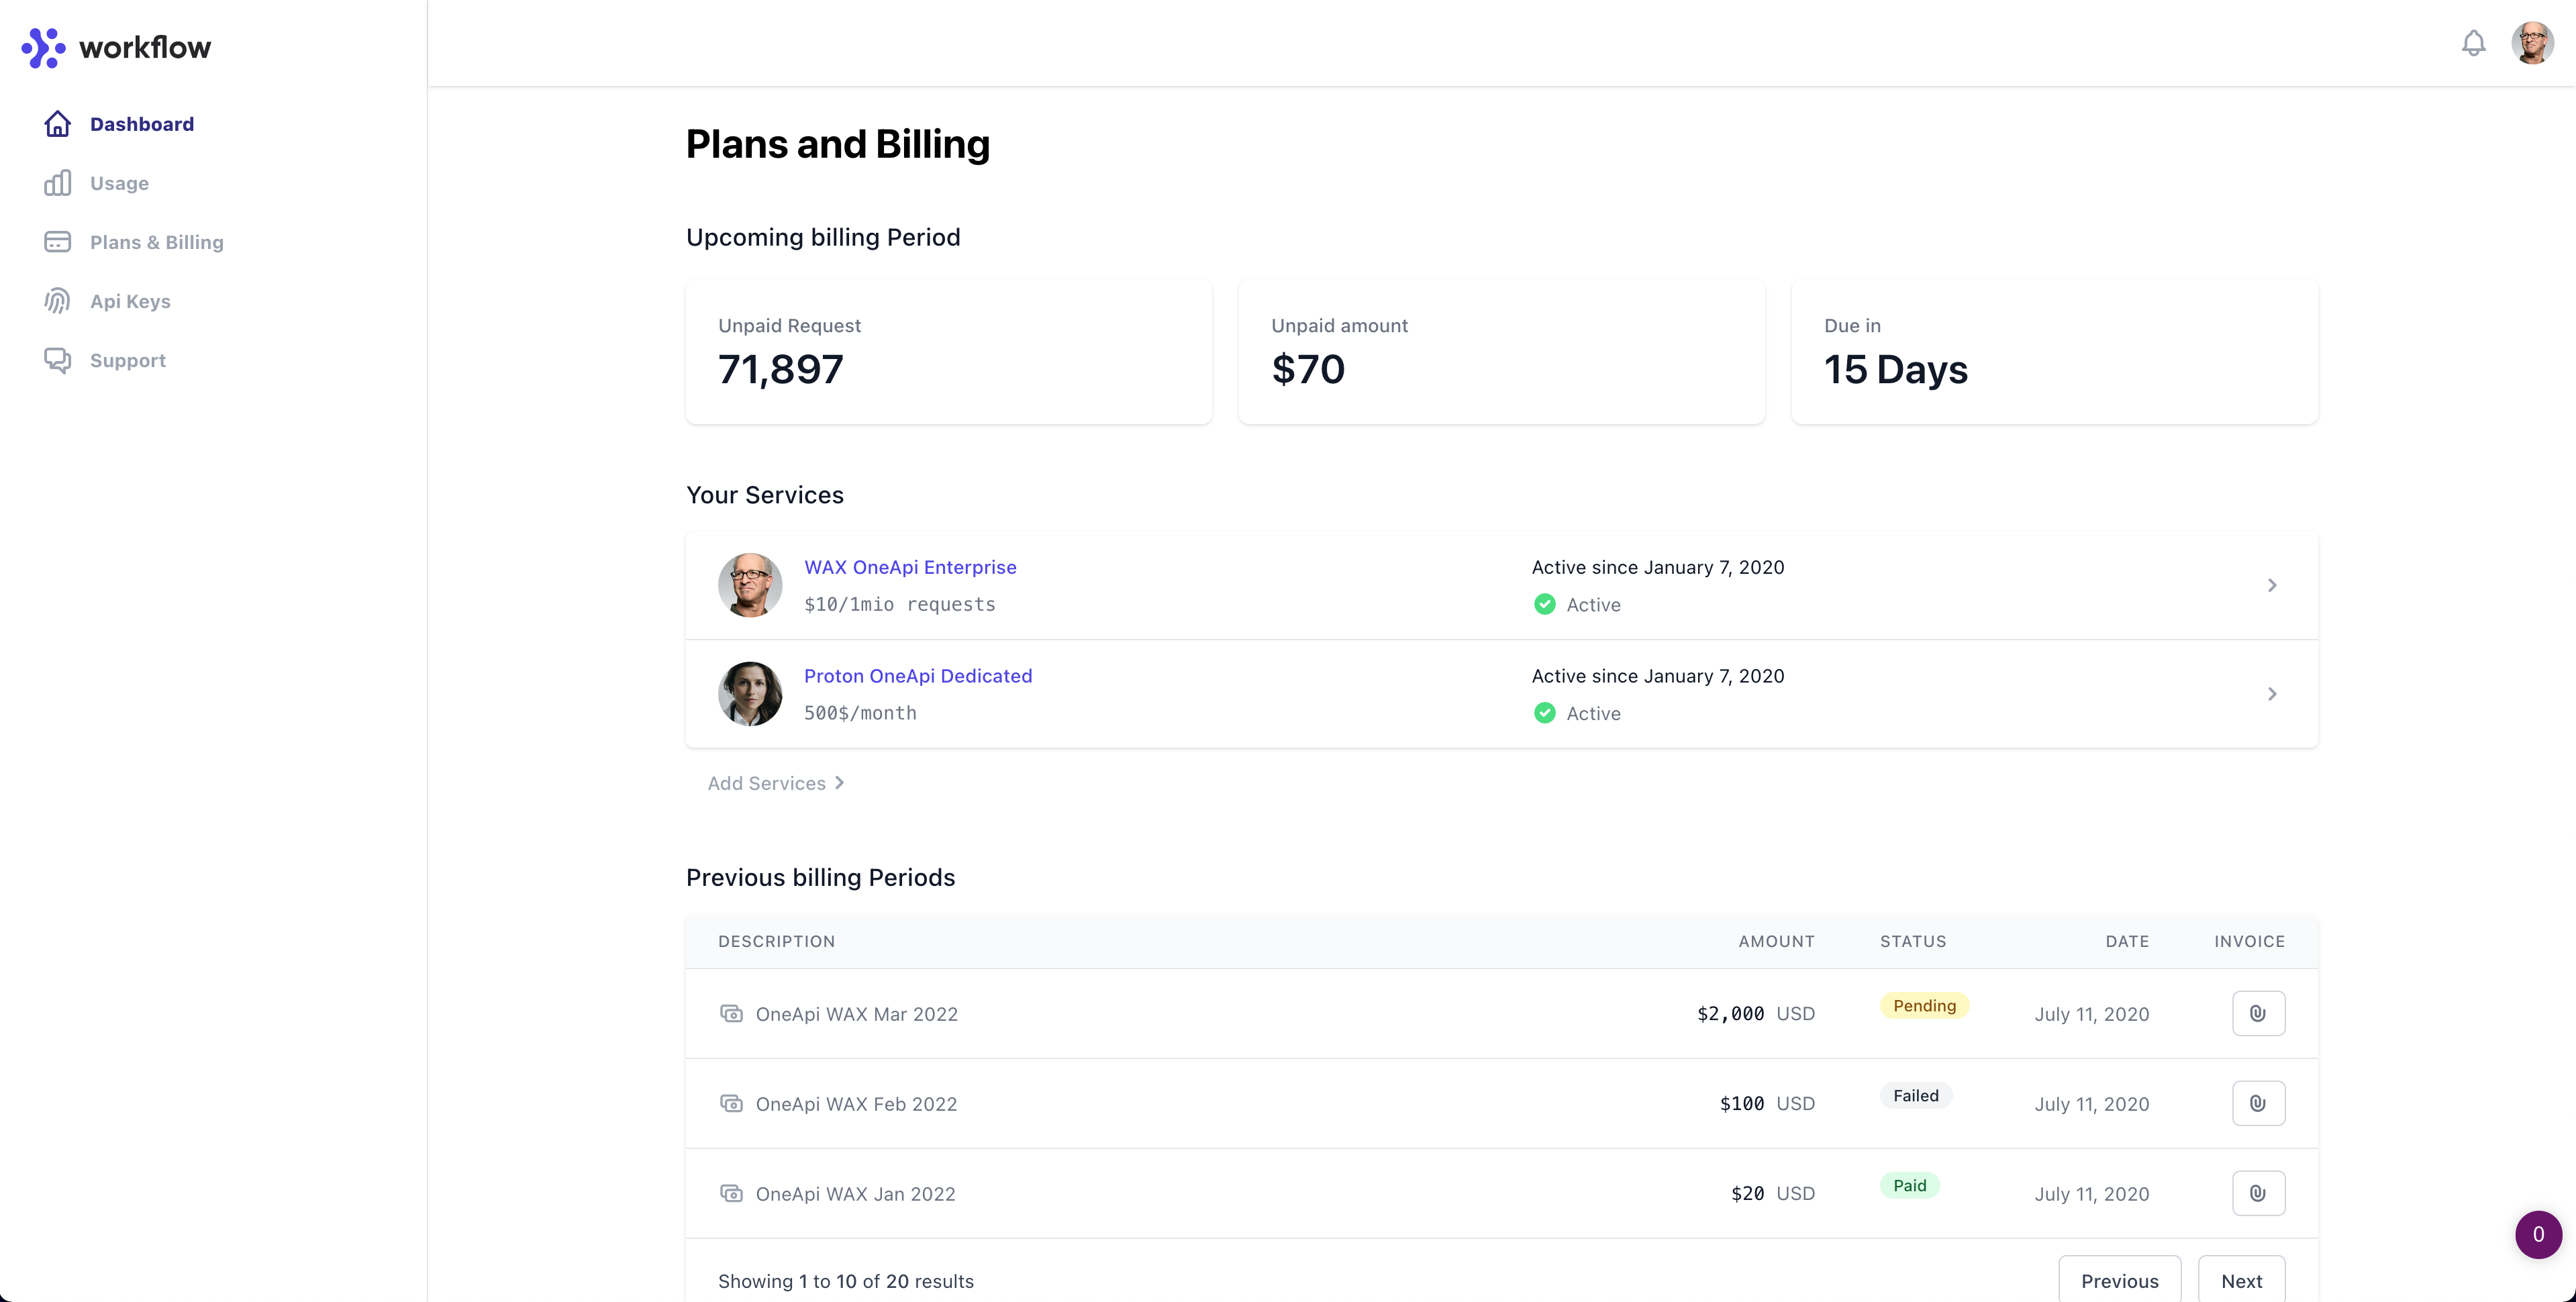 workflow
Dashboard
Usage
Plans & Billing
Api Keys
Support
Plans and Billing
Upcoming billing Period
Unpaid Request
71,897
Unpaid amount
$70
Due in
15 Days
Your Services
WAX OneApi Enterprise
$10/1mio requests
Active since January 7, 2020
Active
Proton OneApi Dedicated
500$/month
Active since January 7, 2020
Active
Add Services
Previous billing Periods
DESCRIPTION AMOUNT STATUS DATE INVOICE
OneApi WAX Mar 2022 $2,000 USD Pending July 11, 2020
OneApi WAX Feb 2022 $100 USD Failed July 11, 2020
OneApi WAX Jan 2022 $20 USD Paid July 11, 2020
0
Showing 1 to 10 of 20 results Previous Next